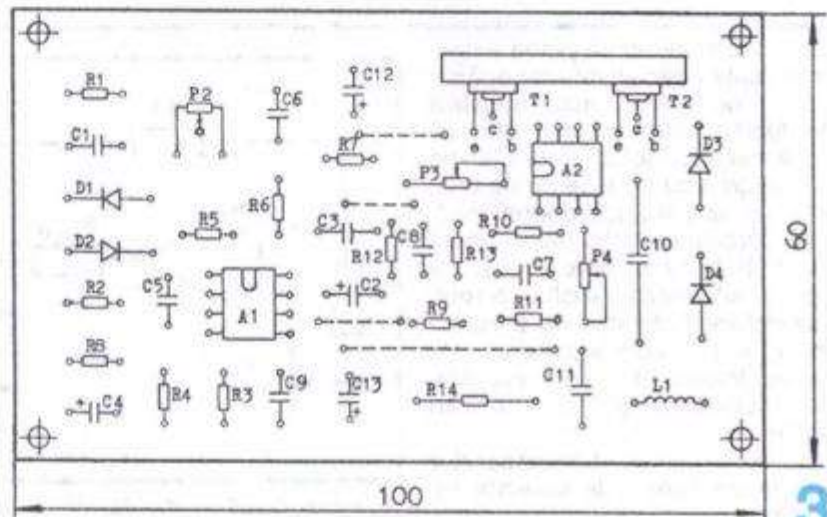 R1
P2
C6
C12
T1
T2
C1
R7
e
c
b
e
c
b
D3
A2
P3
D1
R6
C3
R10
R5
R12
C8
R13
D2
C10
P4
C7
D4
R2
C5
A1
C2
R9
R11
R8
C11
C4
R4
R3
C9
C13
R14
L1
60
100
3